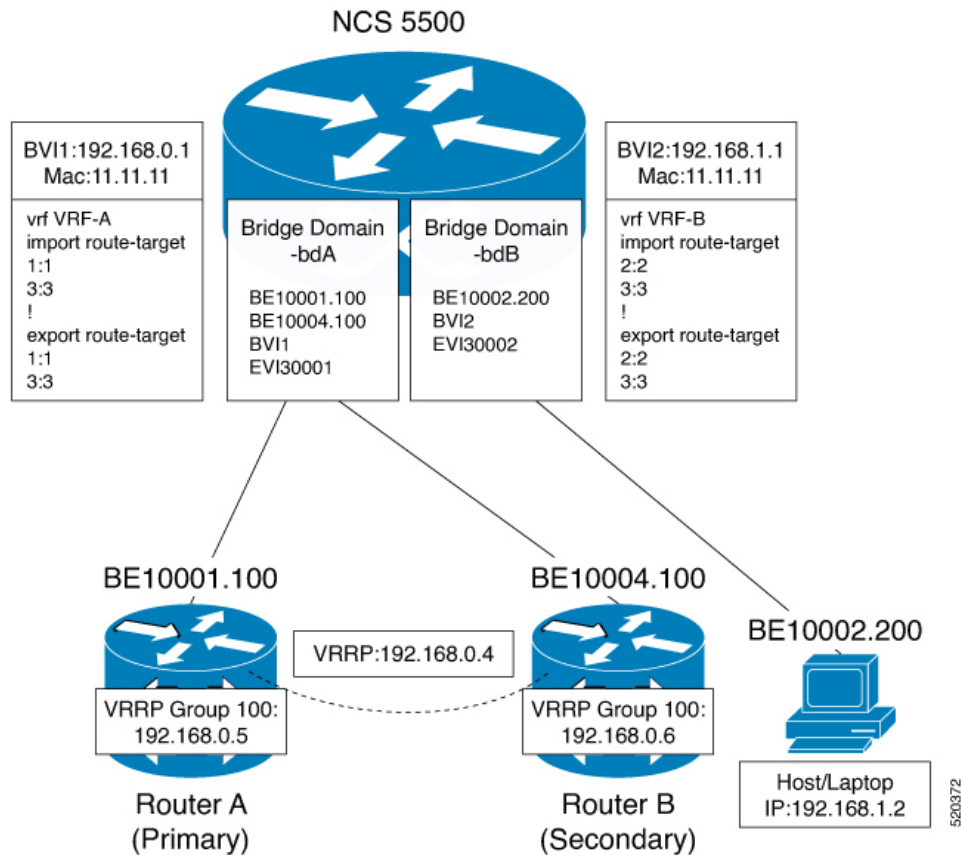 NCS 5500
BVI1:192.168.0.1
Mac:11.11.11
vrf VRF-A
import route-target
1:1
3:3
!
export route-target
1:1
3:3
Bridge Domain
-bdA
BE10001.100
BE10004.100
BVI1
EVI30001
Bridge Domain
-bdB
BE10002.200
BVI2
EVI30002
BVI2:192.168.1.1
Mac:11.11.11
vrf VRF-B
import route-target
2:2
3:3
!
export route-target
2:2
3:3
BE10001.100
BE10004.100
BE10002.200
VRRP:192.168.0.4
VRRP Group 100:
192.168.0.5
VRRP Group 100:
192.168.0.6
Router A
(Primary)
Router B
(Secondary)
Host/Laptop
IP:192.168.1.2
520372